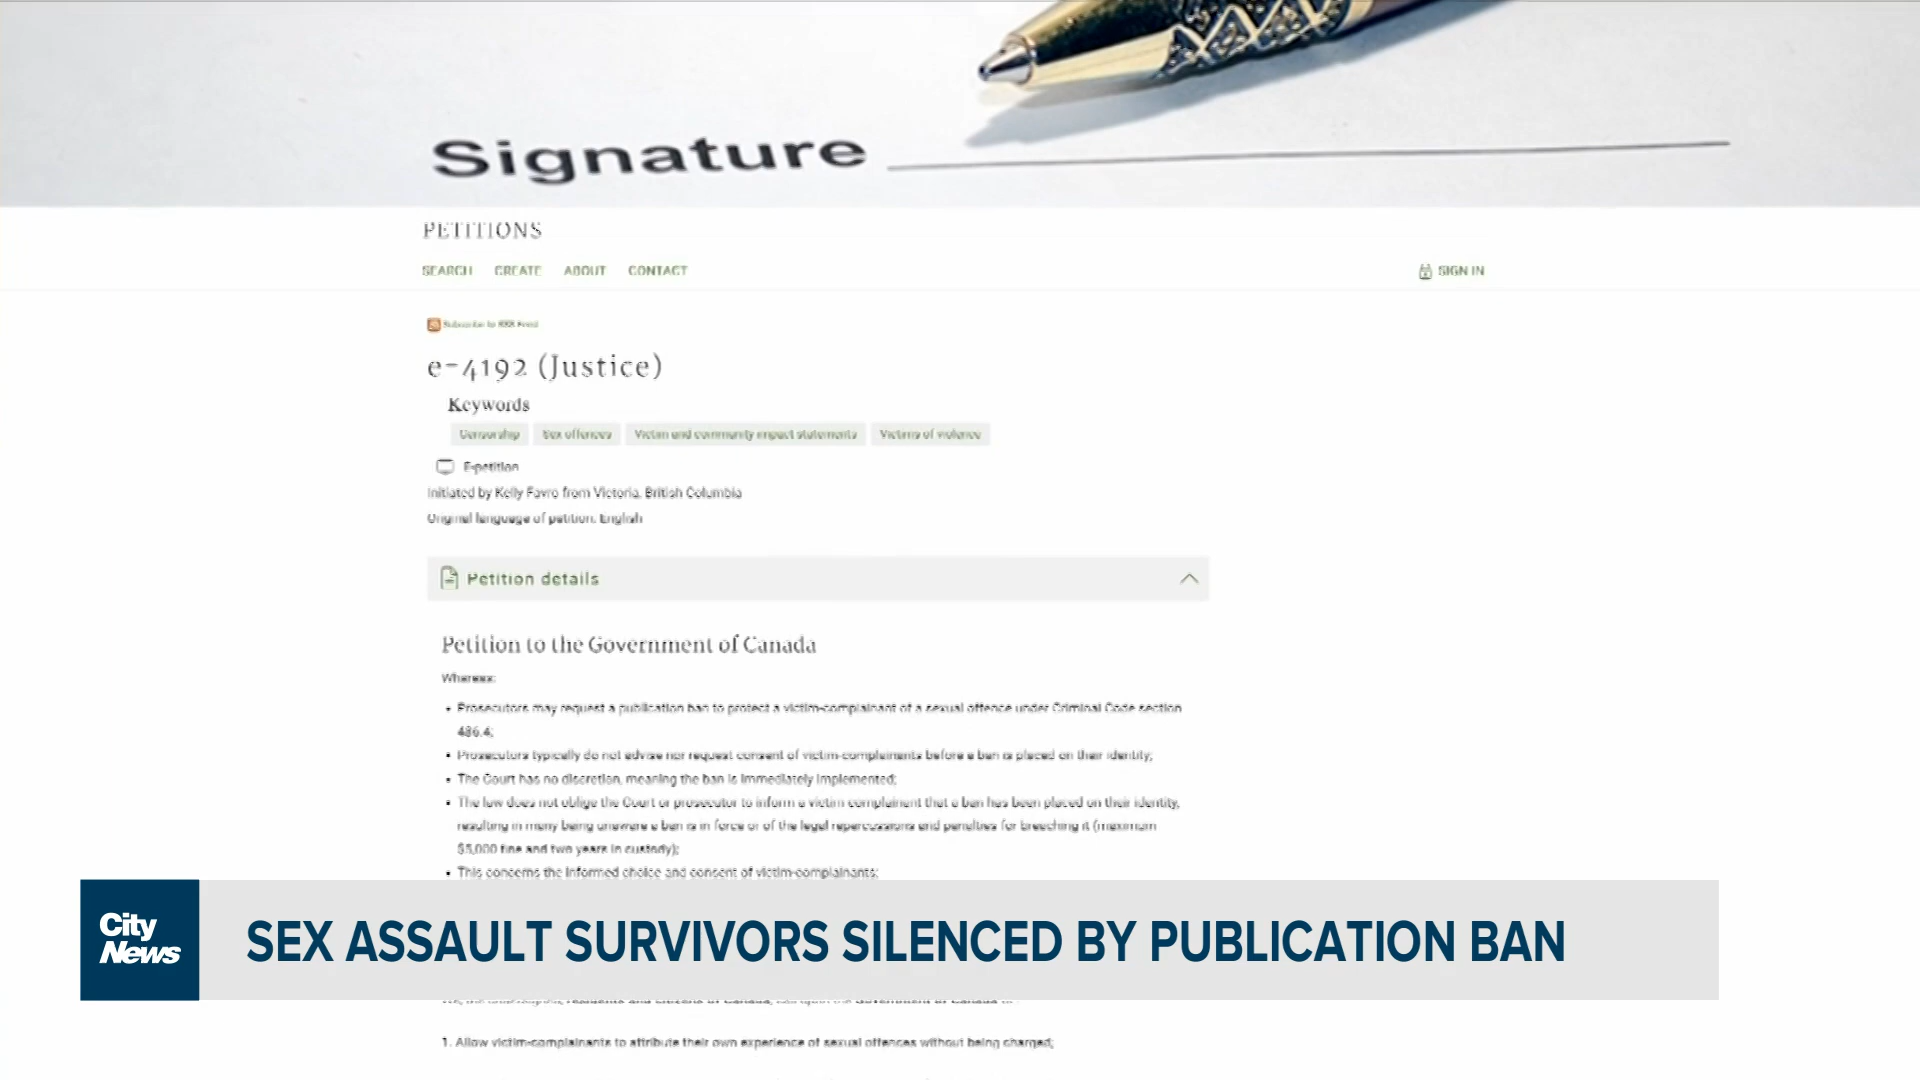 Signature
PETITIONS
SEARCH CREATE ABOUT CONTACT SIGN IN
Subscribe to RSS Feed
e-4192 (Justice)
Keywords
Censorship Sex offences Victim and community impact statements Victims of violence
E-petition
Initiated by Kelly Favro from Victoria, British Columbia
Original language of petition: English
Petition details
Petition to the Government of Canada
Whereas:
• Prosecutors may request a publication ban to protect a victim-complainant of a sexual offence under Criminal Code section
486.4;
• Prosecutors typically do not advise nor request consent of victim-complainants before a ban is placed on their identity;
• The Court has no discretion, meaning the ban is immediately implemented;
• The law does not oblige the Court or prosecutor to inform a victim complainant that a ban has been placed on their identity,
resulting in many being unaware a ban is in force or of the legal repercussions and penalties for breaching it (maximum
$5,000 fine and two years in custody);
• This concerns the informed choice and consent of victim-complainants;
City News
SEX ASSAULT SURVIVORS SILENCED BY PUBLICATION BAN
1. Allow victim-complainants to attribute their own experience of sexual offences without being charged;